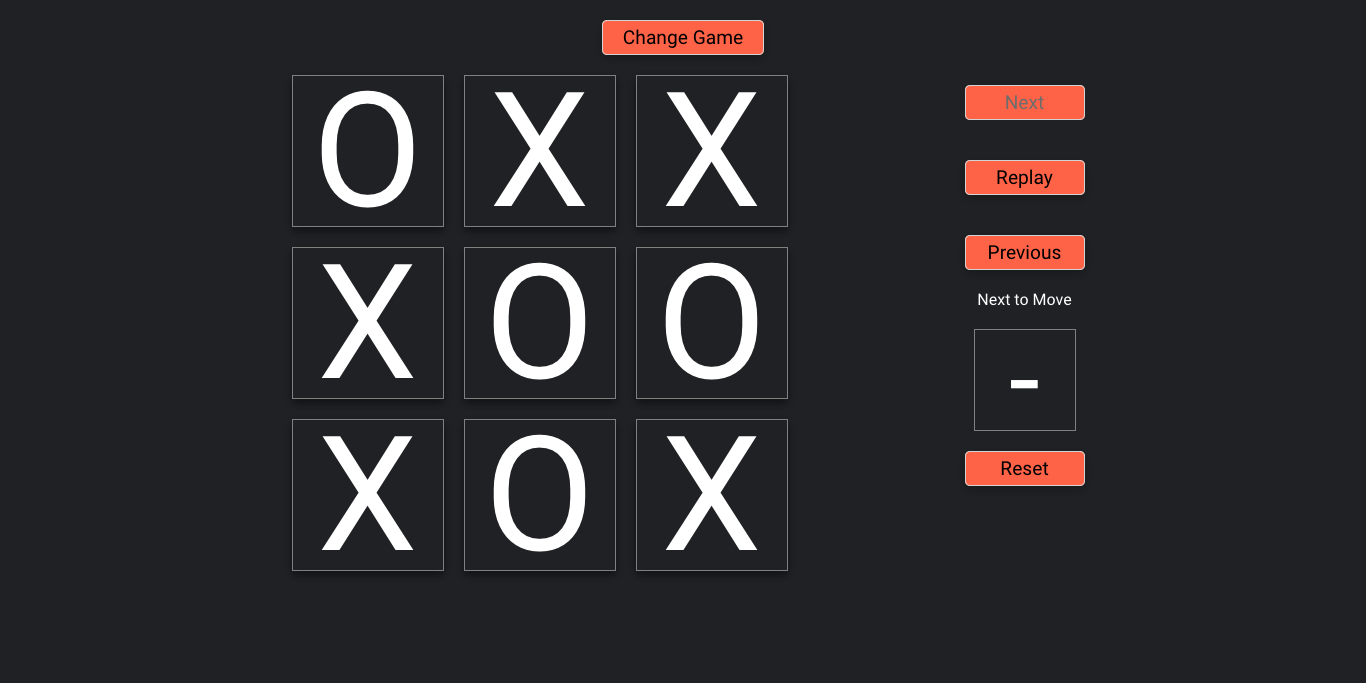 Change Game
O X X
X O O
X O X
Next
Replay
Previous
Next to Move
-
Reset